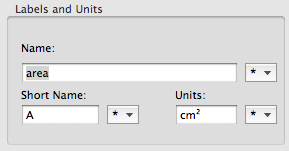 Labels and Units
Name:
area *
Short Name: Units:
A * cm² *